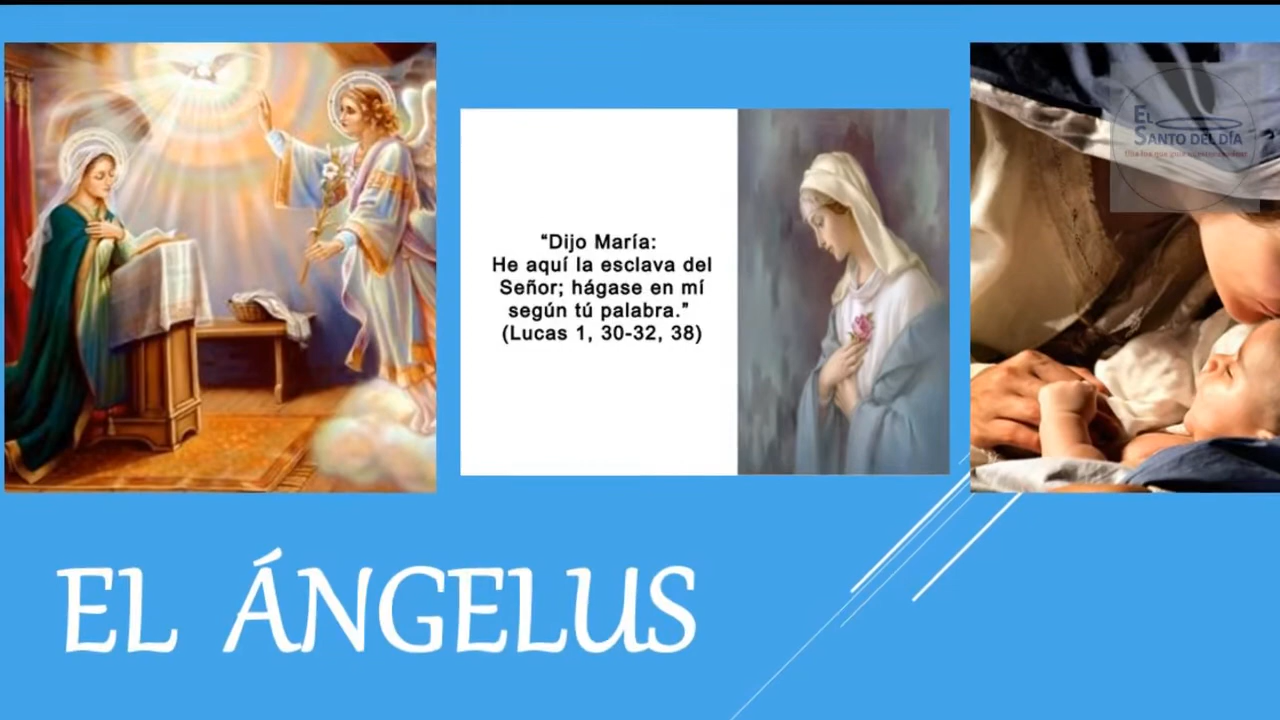 “Dijo María:
He aquí la esclava del
Señor; hágase en mí
según tú palabra.”
(Lucas 1, 30-32, 38)
EL
SANTO DEL DÍA
EL ÁNGELUS